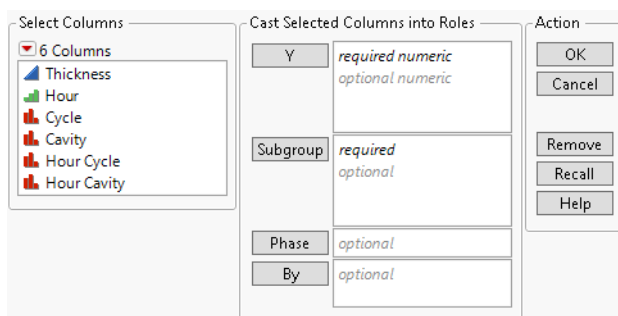 Select Columns
6 Columns
Thickness
Hour
Cycle
Cavity
Hour Cycle
Hour Cavity
Cast Selected Columns into Roles
Y
required numeric
optional numeric
Subgroup
required
optional
Phase
optional
By
optional
Action
OK
Cancel
Remove
Recall
Help